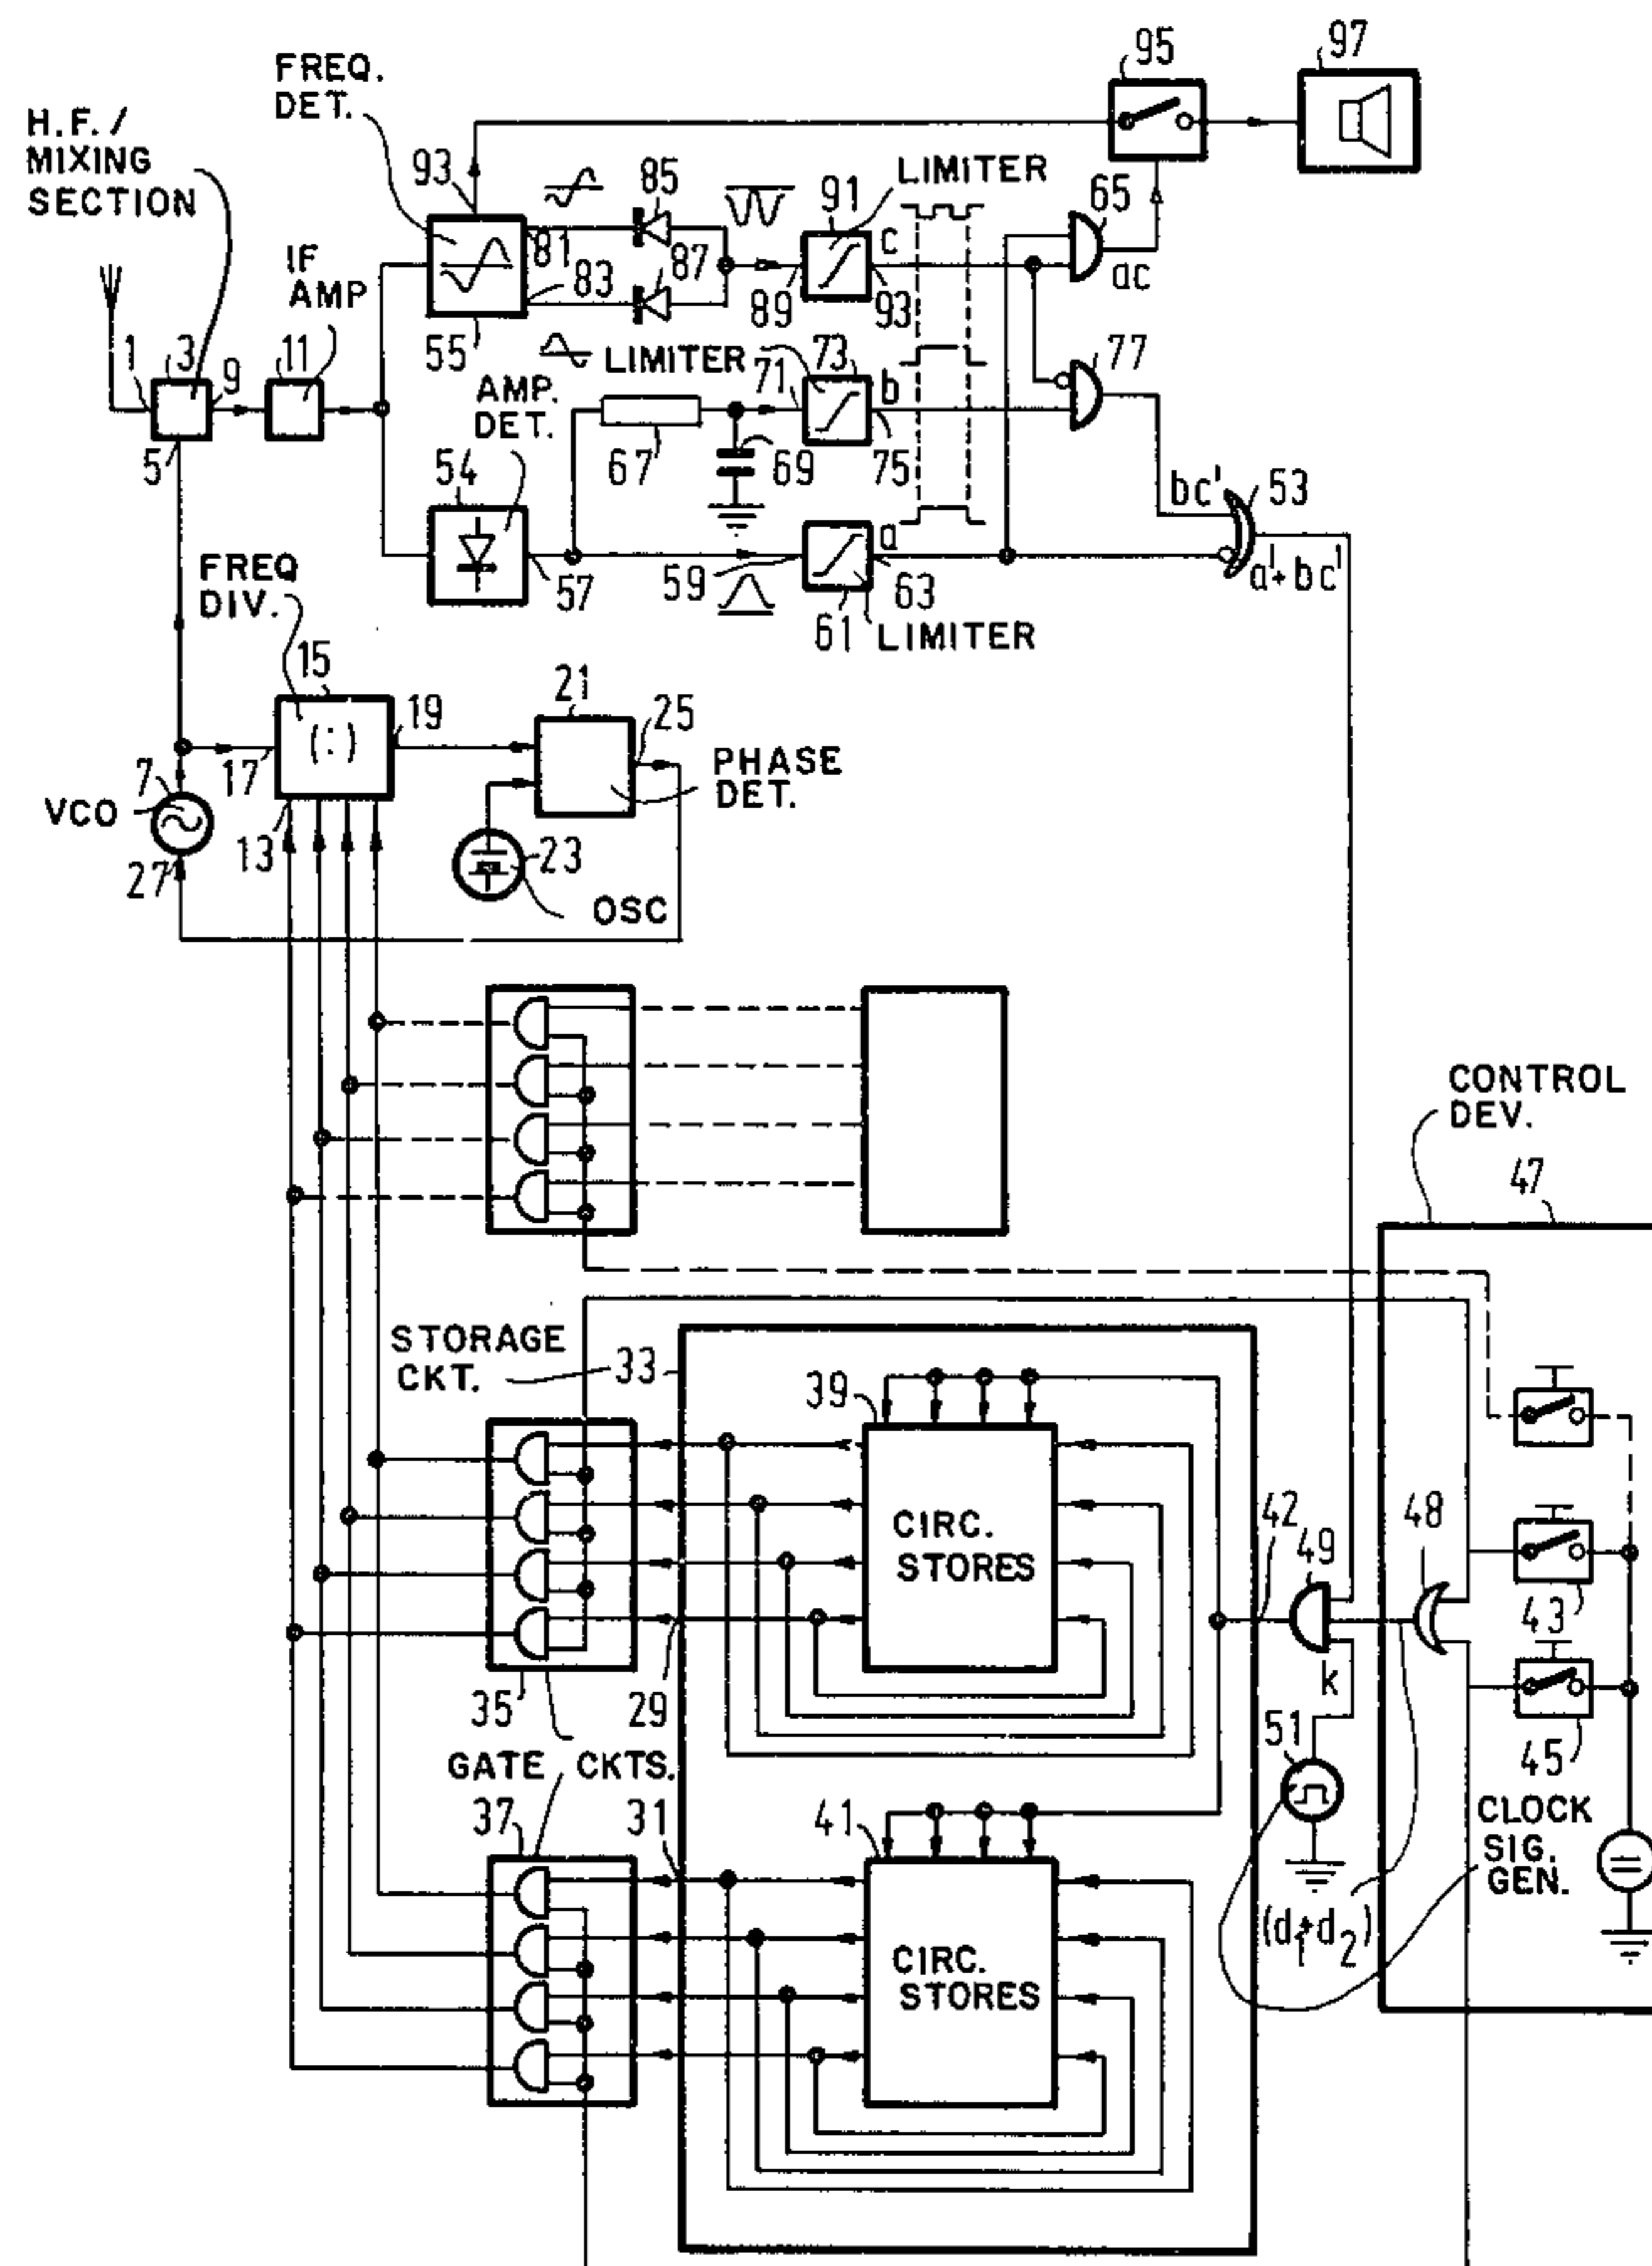 95
97
FREQ.
DET.
H.F./
MIXING
SECTION
93
85
LIMITER
91
65
81
c
87
ac
IF
AMP
83
89
93
55
LIMITER
73
77
1
3
9
11
71
b
AMP.
DET.
5
67
69
75
54
bc'
53
a
FREQ
DIV.
57
59
63
a'+bc'
61
LIMITER
15
21
19
25
(:)
PHASE
DET.
7
17
VCO
13
23
27
OSC
CONTROL
DEV.
47
STORAGE
CKT.
33
39
CIRC.
STORES
42
49
48
43
k
35
29
51
45
GATE CKTS.
CLOCK
SIG.
GEN.
37
31
41
(d1+d2)
CIRC.
STORES